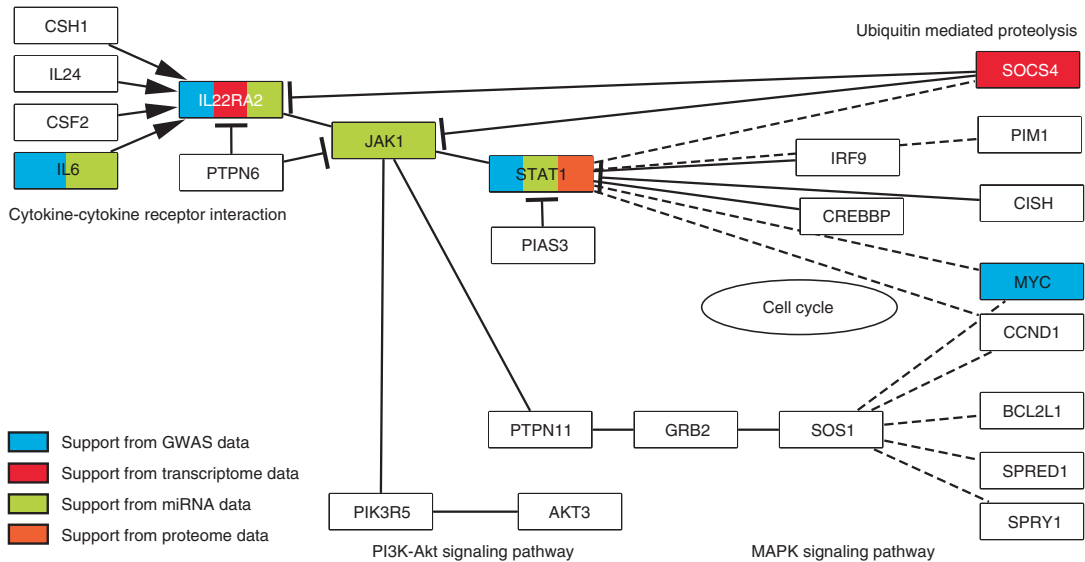 CSH1
Ubiquitin mediated proteolysis
IL24
SOCS4
IL22RA2
CSF2
JAK1
PIM1
IRF9
IL6
PTPN6
STAT1
Cytokine-cytokine receptor interaction
CISH
CREBBP
PIAS3
MYC
Cell cycle
CCND1
BCL2L1
PTPN11
GRB2
SOS1
Support from GWAS data
Support from transcriptome data
SPRED1
Support from miRNA data
PIK3R5
AKT3
SPRY1
Support from proteome data
PI3K-Akt signaling pathway
MAPK signaling pathway